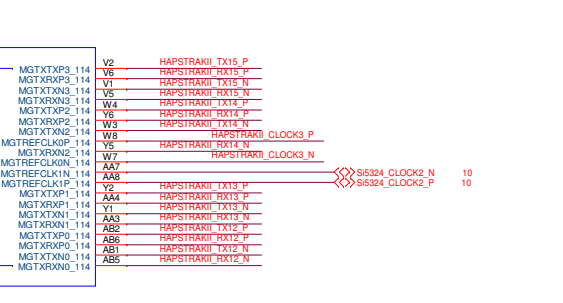 MGTXTXP3_114 V2 HAPSTRAKII_TX15_P
MGTXRXP3_114 V6 HAPSTRAKII_RX15_P
MGTXTXN3_114 V1 HAPSTRAKII_TX15_N
MGTXRXN3_114 V5 HAPSTRAKII_RX15_N
MGTXTXP2_114 W4 HAPSTRAKII_TX14_P
MGTXRXP2_114 Y6 HAPSTRAKII_RX14_P
MGTXTXN2_114 W3 HAPSTRAKII_TX14_N
MGTREFCLK0P_114 W8 HAPSTRAKII_CLOCK3_P
MGTXRXN2_114 Y5 HAPSTRAKII_RX14_N
MGTREFCLK0N_114 W7 HAPSTRAKII_CLOCK3_N
MGTREFCLK1N_114 AA7 Si5324_CLOCK2_N 10
MGTREFCLK1P_114 AA8 Si5324_CLOCK2_P 10
MGTXTXP1_114 Y2 HAPSTRAKII_TX13_P
MGTXRXP1_114 AA4 HAPSTRAKII_RX13_P
MGTXTXN1_114 Y1 HAPSTRAKII_TX13_N
MGTXRXN1_114 AA3 HAPSTRAKII_RX13_N
MGTXTXP0_114 AB2 HAPSTRAKII_TX12_P
MGTXRXP0_114 AB6 HAPSTRAKII_RX12_P
MGTXTXN0_114 AB1 HAPSTRAKII_TX12_N
MGTXRXN0_114 AB5 HAPSTRAKII_RX12_N